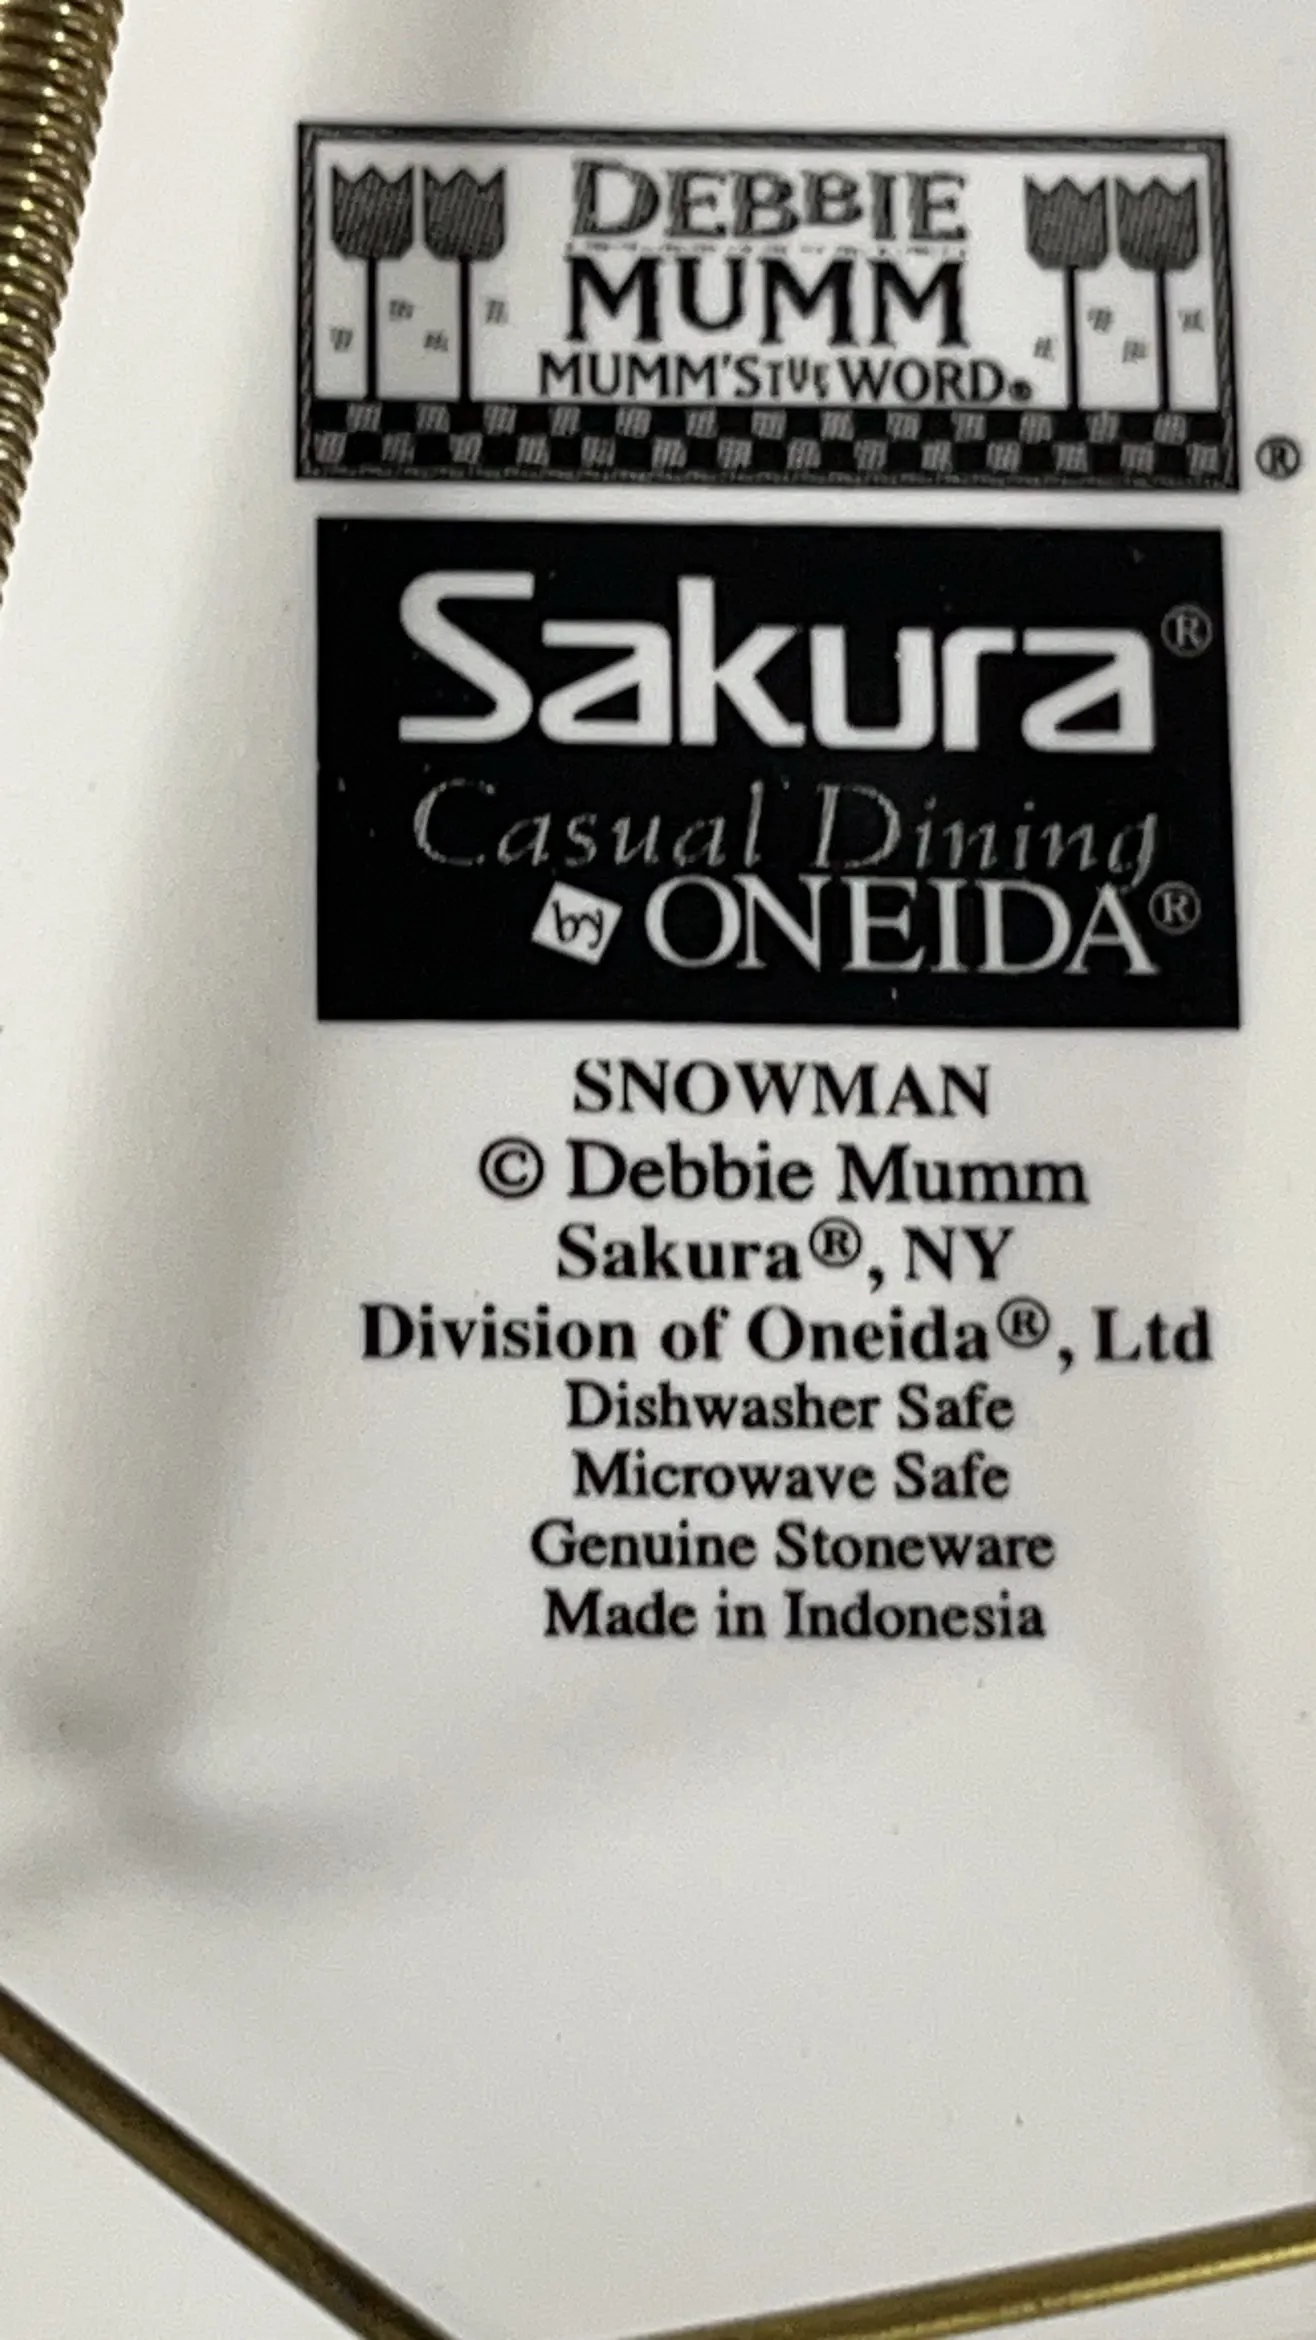 DEBBIE
MUMM
MUMM'S THE WORD®
®
Sakura®
Casual Dining
by ONEIDA®
SNOWMAN
© Debbie Mumm
Sakura®, NY
Division of Oneida®, Ltd
Dishwasher Safe
Microwave Safe
Genuine Stoneware
Made in Indonesia